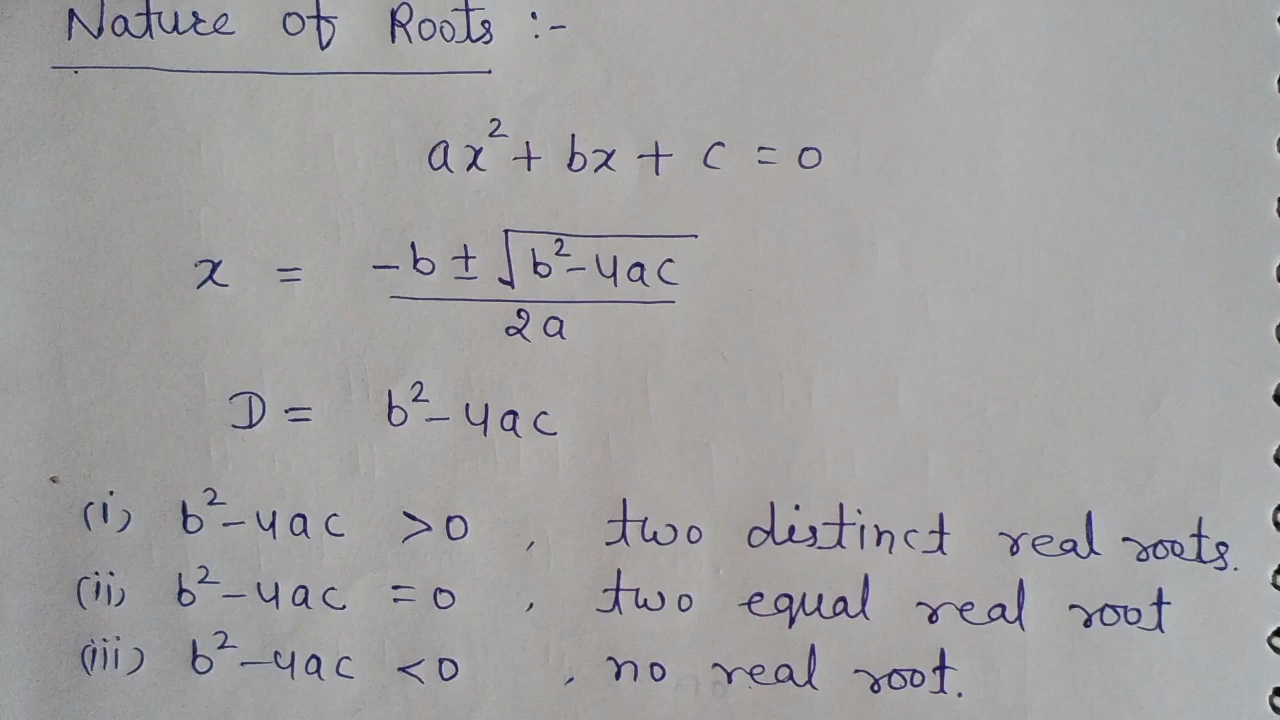 Nature of Roots :-
ax² + bx + c = 0
x = -b ± √b²-4ac
2a
D = b²-4ac
(i) b²-4ac >0 , two distinct real roots.
(ii) b²-4ac =0 , two equal real root
(iii) b²-4ac <0 , no real root.